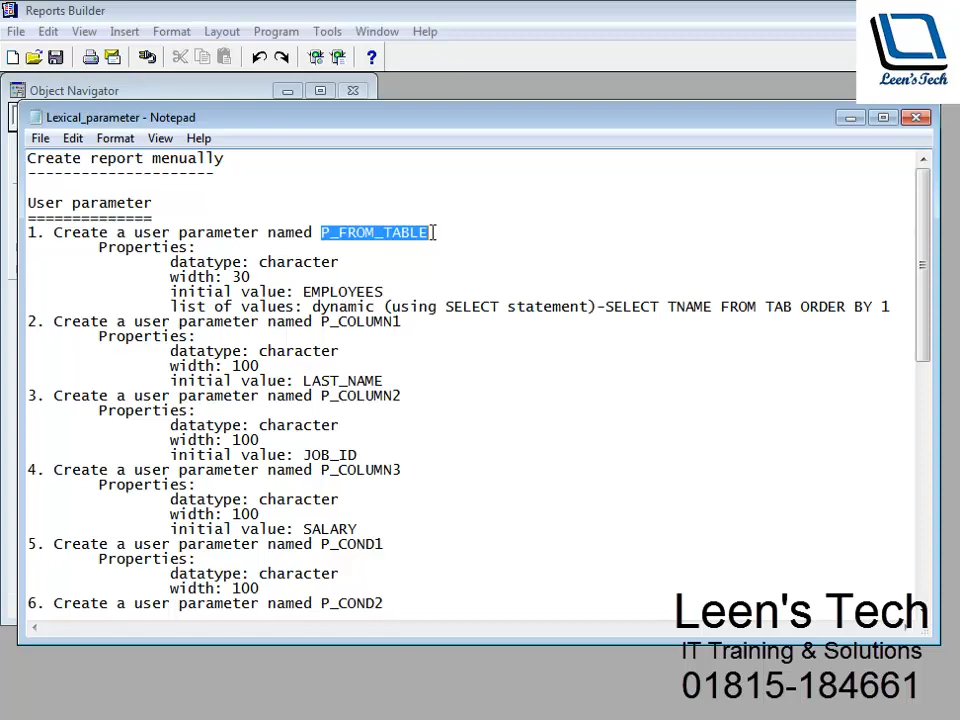 Reports Builder
File Edit View Insert Format Layout Program Tools Window Help
Leen'sTech
Object Navigator
Lexical_parameter - Notepad
File Edit Format View Help
Create report menually
---------------------
User parameter
==============
1. Create a user parameter named P_FROM_TABLE
Properties:
datatype: character
width: 30
initial value: EMPLOYEES
list of values: dynamic (using SELECT statement)-SELECT TNAME FROM TAB ORDER BY 1
2. Create a user parameter named P_COLUMN1
Properties:
datatype: character
width: 100
initial value: LAST_NAME
3. Create a user parameter named P_COLUMN2
Properties:
datatype: character
width: 100
initial value: JOB_ID
4. Create a user parameter named P_COLUMN3
Properties:
datatype: character
width: 100
initial value: SALARY
5. Create a user parameter named P_COND1
Properties:
datatype: character
width: 100
6. Create a user parameter named P_COND2
Leen's Tech
IT Training & Solutions
01815-184661